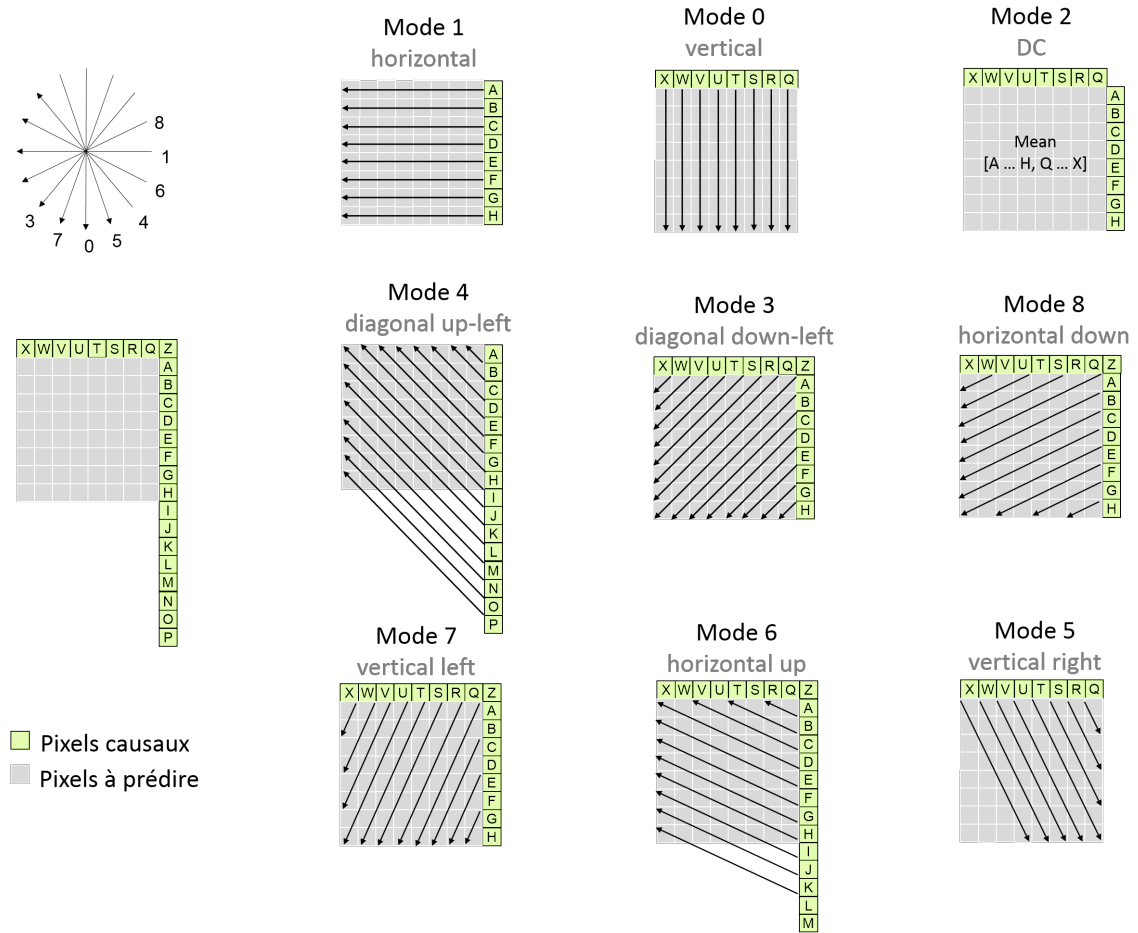 Mode 1
horizontal
A
B
C
D
E
F
G
H
Mode 0
vertical
X W V U T S R Q
Mode 2
DC
X W V U T S R Q
A
B
C
D
E
F
G
H
Mean
[A ... H, Q ... X]
8
1
6
4
5
0
7
3
X W V U T S R Q Z
A
B
C
D
E
F
G
H
I
J
K
L
M
N
O
P
Mode 4
diagonal up-left
A
B
C
D
E
F
G
H
I
J
K
L
M
N
O
P
Mode 3
diagonal down-left
X W V U T S R Q Z
A
B
C
D
E
F
G
H
Mode 8
horizontal down
X W V U T S R Q Z
A
B
C
D
E
F
G
H
Mode 7
vertical left
X W V U T S R Q Z
A
B
C
D
E
F
G
H
Mode 6
horizontal up
X W V U T S R Q Z
A
B
C
D
E
F
G
H
I
J
K
L
M
Mode 5
vertical right
X W V U T S R Q
Pixels causaux
Pixels à prédire